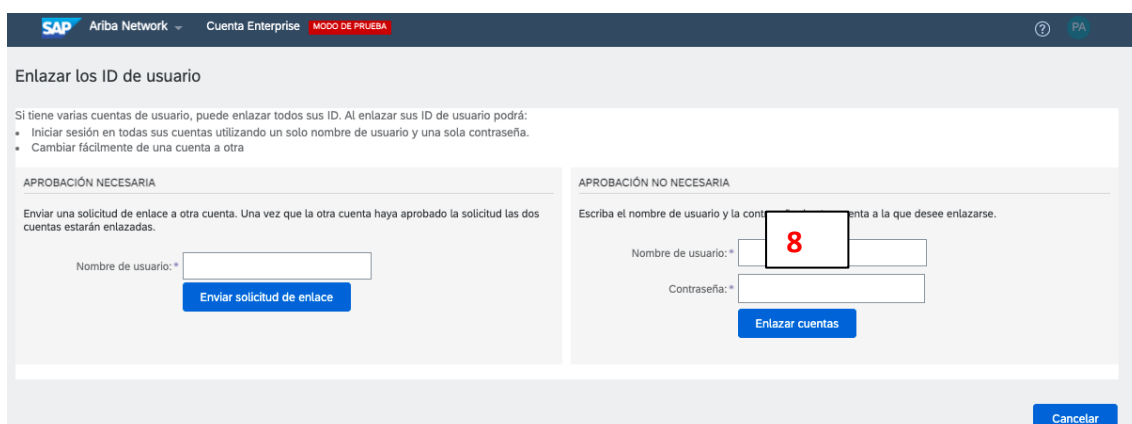 SAP Ariba Network Cuenta Enterprise MODO DE PRUEBA ? PA
Enlazar los ID de usuario
Si tiene varias cuentas de usuario, puede enlazar todos sus ID. Al enlazar sus ID de usuario podrá:
• Iniciar sesión en todas sus cuentas utilizando un solo nombre de usuario y una sola contraseña.
• Cambiar fácilmente de una cuenta a otra
APROBACIÓN NECESARIA
Enviar una solicitud de enlace a otra cuenta. Una vez que la otra cuenta haya aprobado la solicitud las dos
cuentas estarán enlazadas.
Nombre de usuario:*
Enviar solicitud de enlace
APROBACIÓN NO NECESARIA
Escriba el nombre de usuario y la a la que desee enlazarse.
8
Nombre de usuario:*
Contraseña:*
Enlazar cuentas
Cancelar